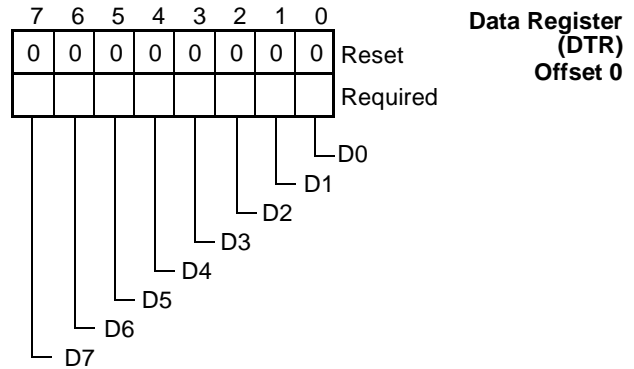 7 6 5 4 3 2 1 0
Data Register
(DTR)
Offset 0
0 0 0 0 0 0 0 0 Reset
Required
D0
D1
D2
D3
D4
D5
D6
D7